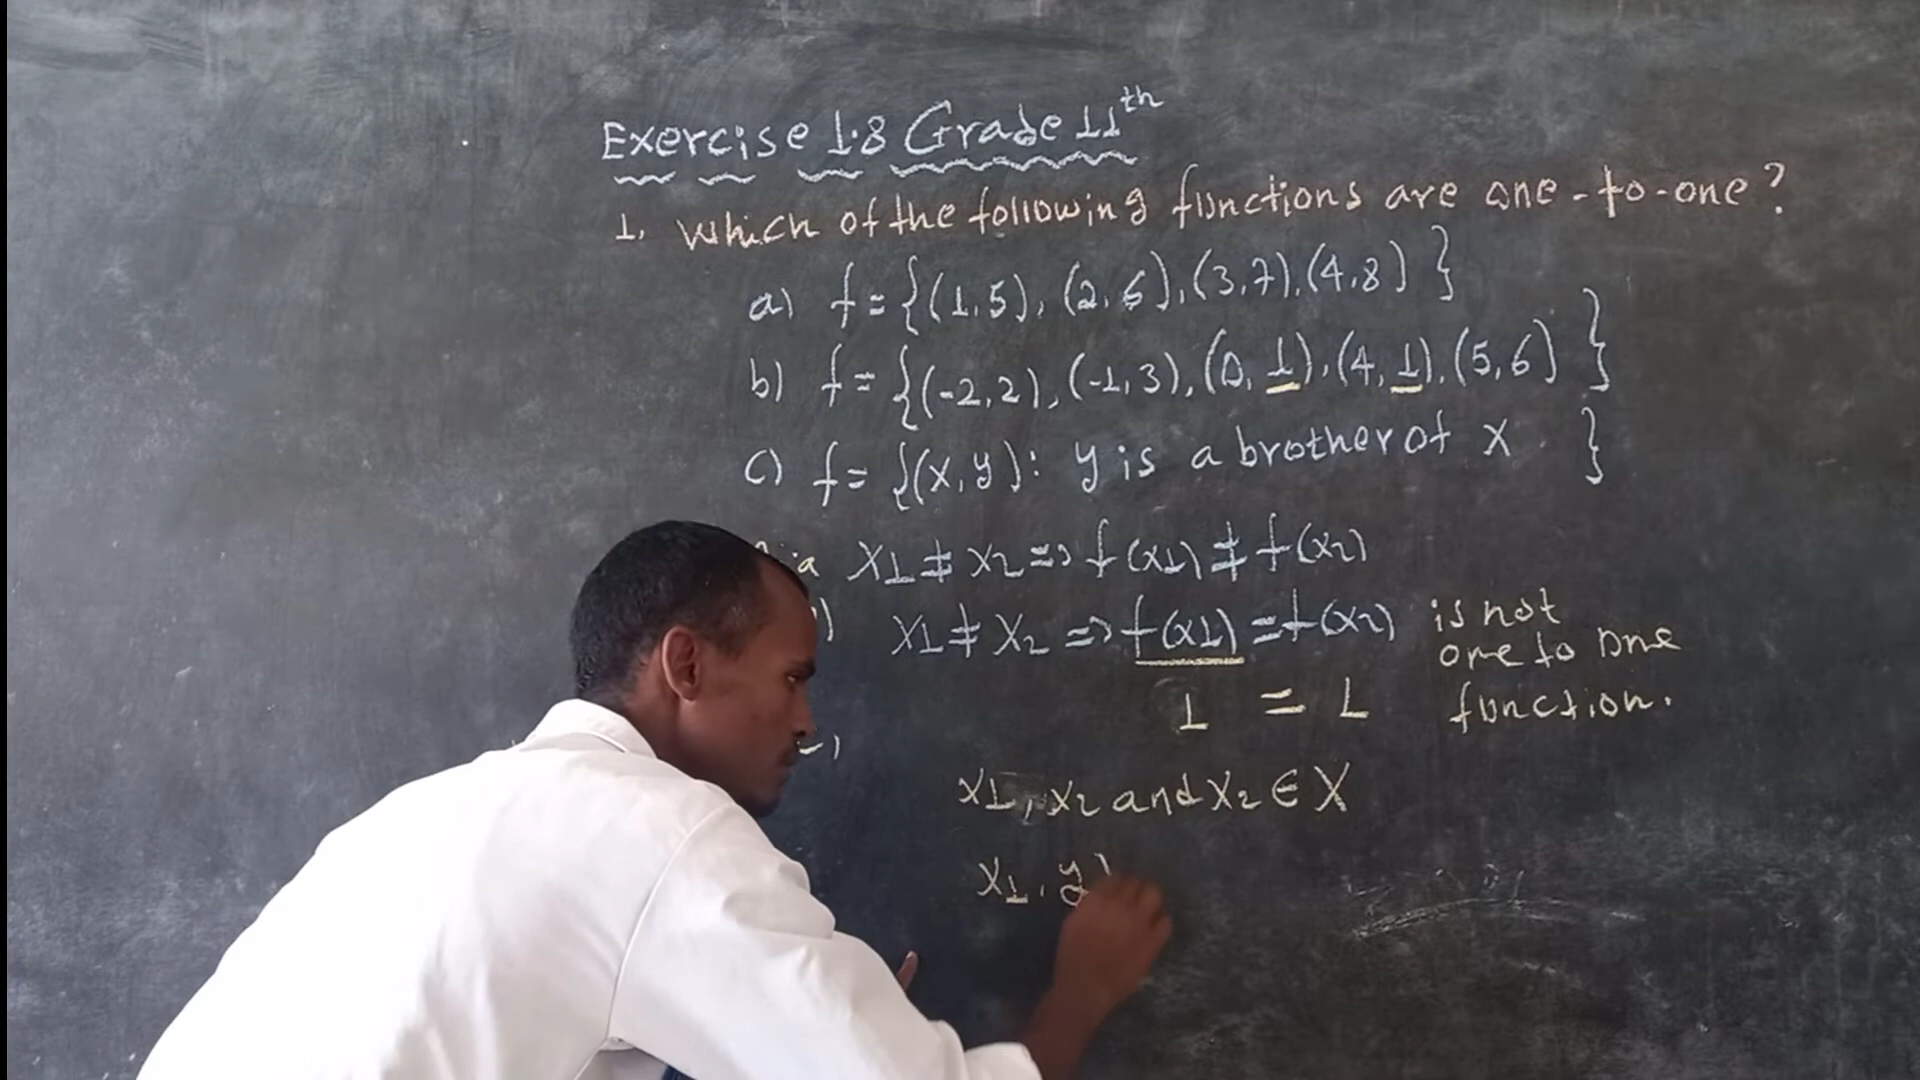 Exercise 1.8 Grade 11th
1. Which of the following functions are one-to-one?
a) f = {(1,5), (2,6), (3,7), (4,8)}
b) f = {(-2,2), (-1,3), (0,1), (4,1), (5,6)}
c) f = {(x,y): y is a brother of x }
a x1 ≠ x2 => f(x1) ≠ f(x2)
) x1 ≠ x2 => f(x1) = f(x2) is not
one to one
1 = 1 function.
x1, x2 and x2 ∈ X
x1, y